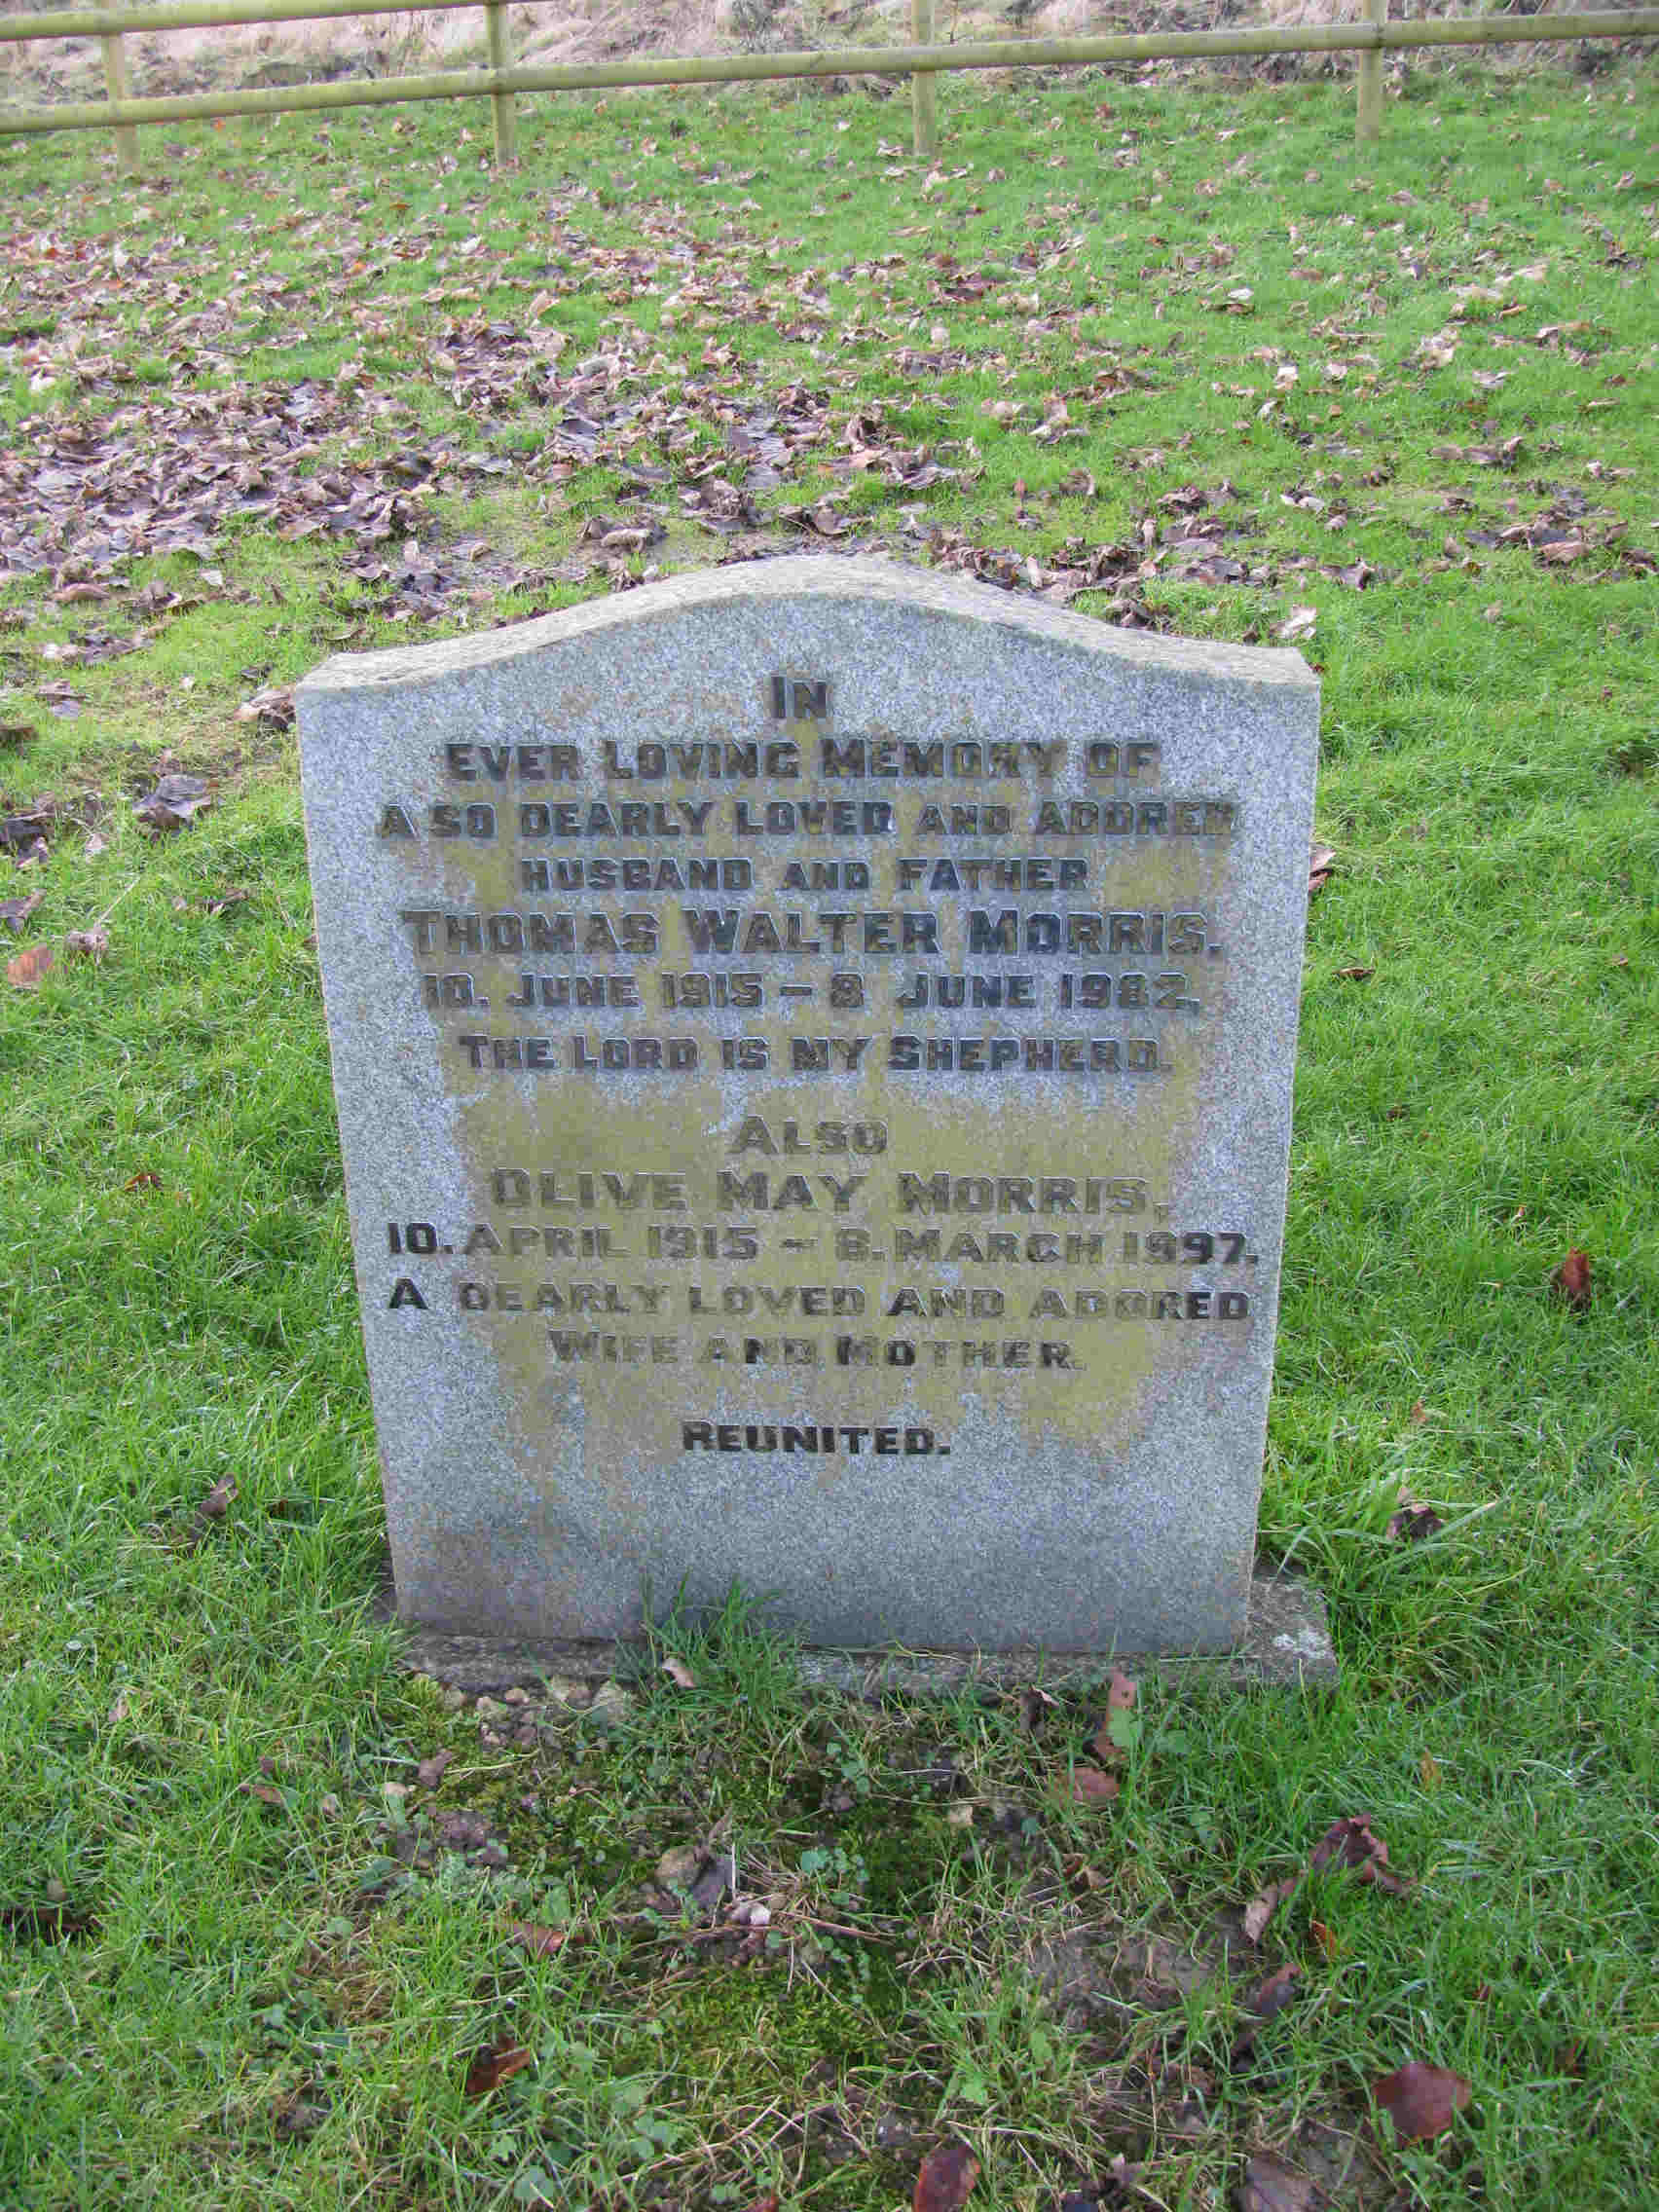 IN
EVER LOVING MEMORY OF
A SO DEARLY LOVED AND ADORED
HUSBAND AND FATHER
THOMAS WALTER MORRIS.
10. JUNE 1915 – 8 JUNE 1982.
THE LORD IS MY SHEPHERD.
ALSO
OLIVE MAY MORRIS,
10. APRIL 1915 – 8. MARCH 1997.
A DEARLY LOVED AND ADORED
WIFE AND MOTHER.
REUNITED.